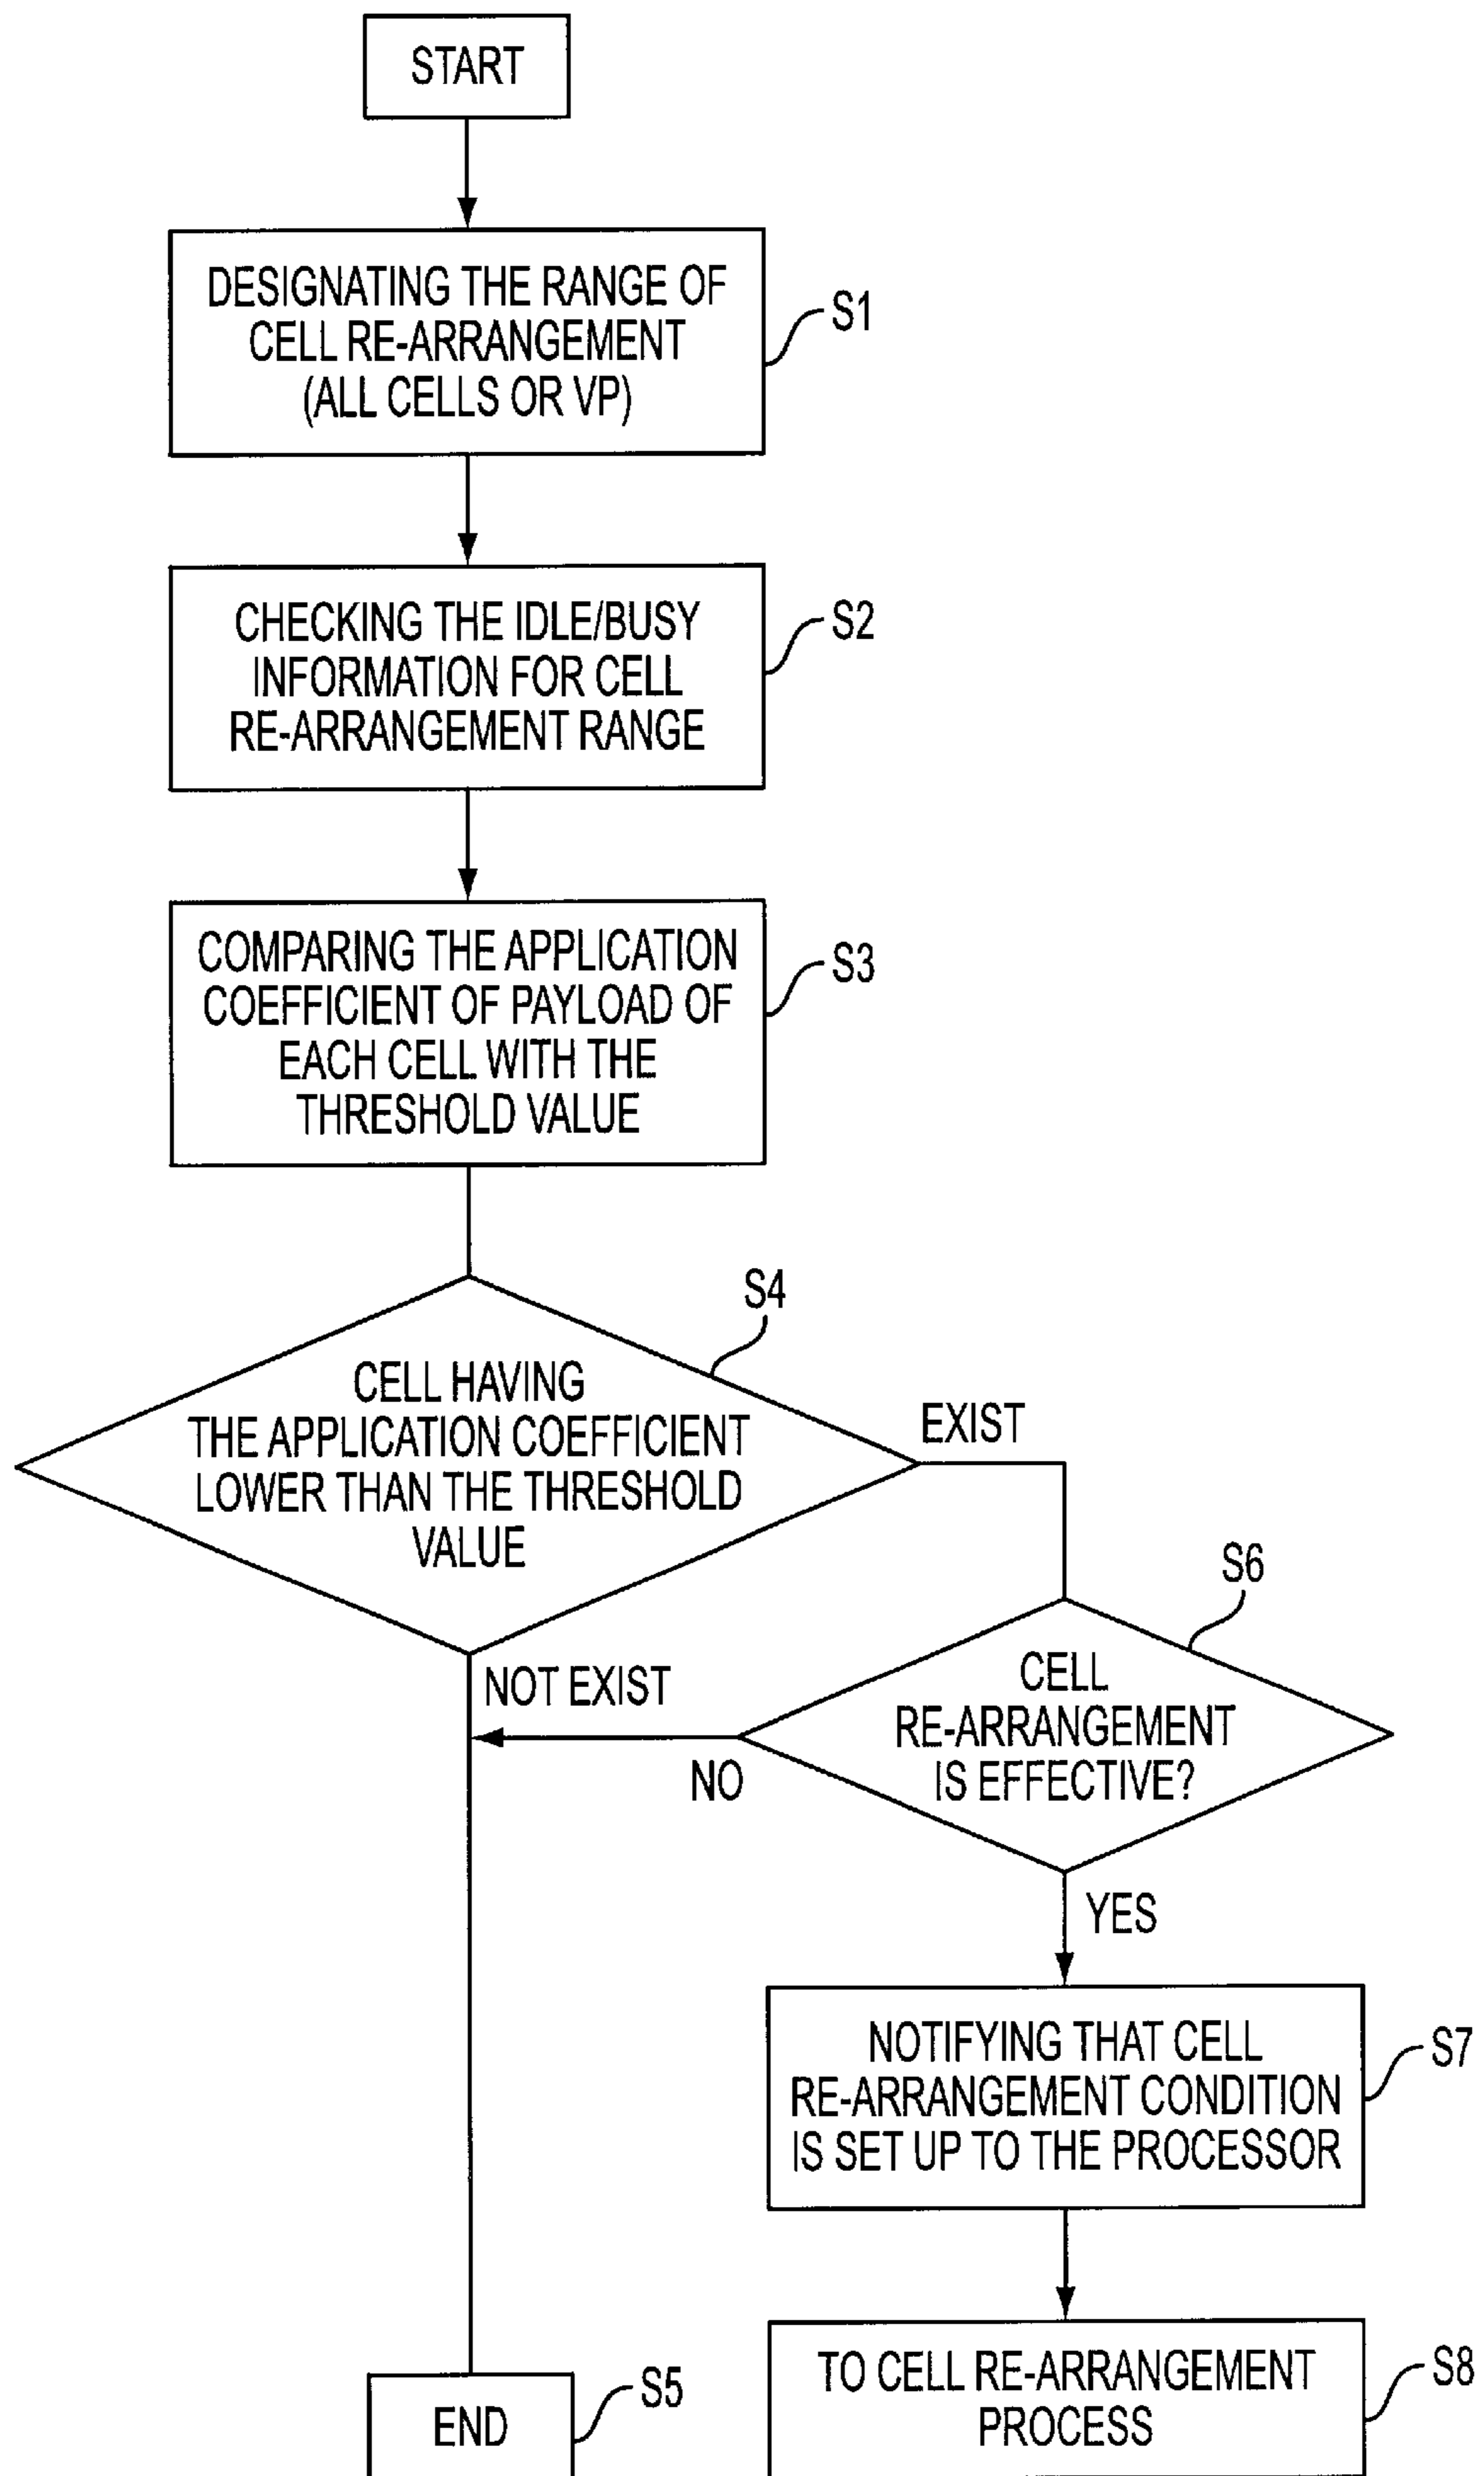 START
DESIGNATING THE RANGE OF
CELL RE-ARRANGEMENT
(ALL CELLS OR VP)
S1
CHECKING THE IDLE/BUSY
INFORMATION FOR CELL
RE-ARRANGEMENT RANGE
S2
COMPARING THE APPLICATION
COEFFICIENT OF PAYLOAD OF
EACH CELL WITH THE
THRESHOLD VALUE
S3
S4
CELL HAVING
THE APPLICATION COEFFICIENT
LOWER THAN THE THRESHOLD
VALUE
EXIST
NOT EXIST
S6
CELL
RE-ARRANGEMENT
IS EFFECTIVE?
NO
YES
NOTIFYING THAT CELL
RE-ARRANGEMENT CONDITION
IS SET UP TO THE PROCESSOR
S7
END
S5
TO CELL RE-ARRANGEMENT
PROCESS
S8